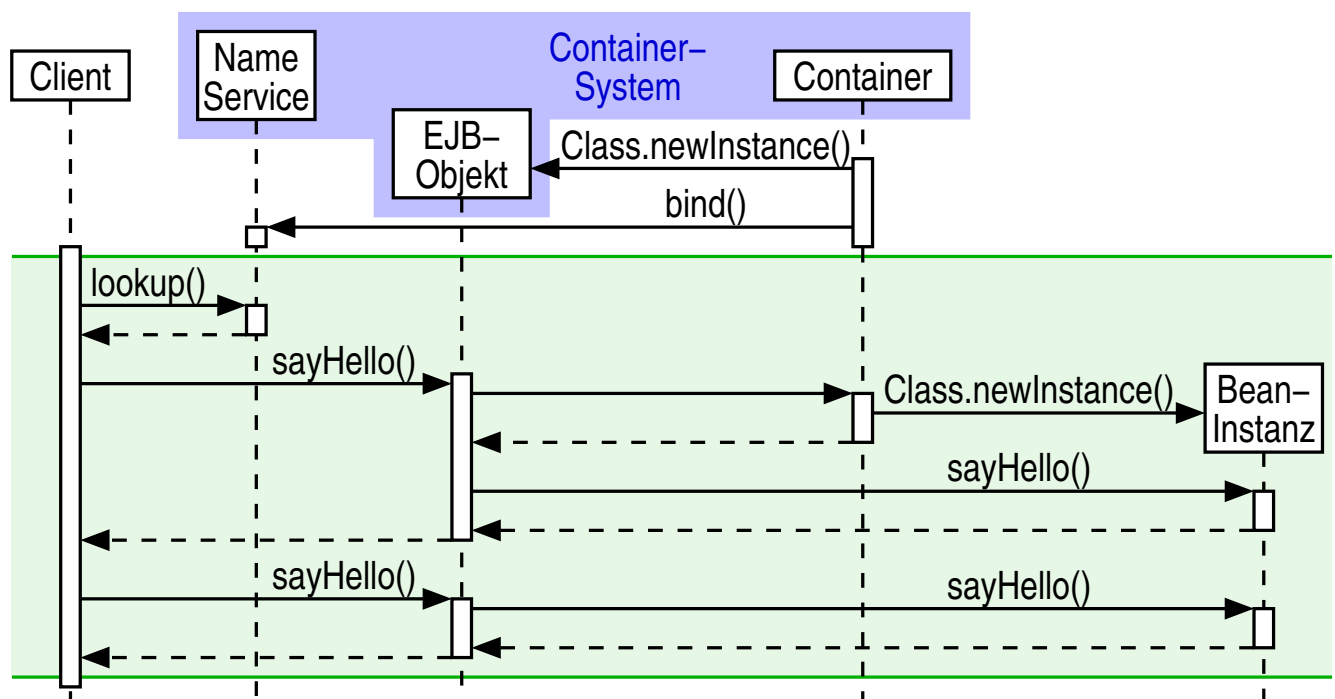 Client
Name
Service
Container–
System
Container
EJB–
Objekt
Class.newInstance()
bind()
lookup()
sayHello()
Class.newInstance()
Bean–
Instanz
sayHello()
sayHello()
sayHello()